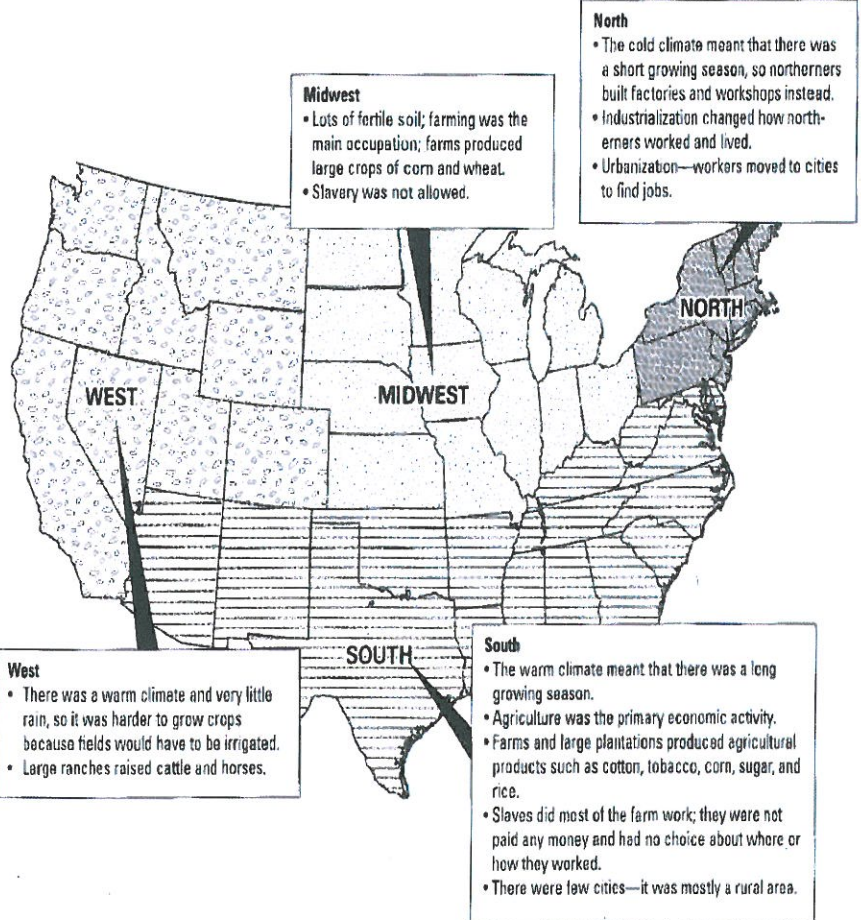 North
• The cold climate meant that there was
a short growing season, so northerners
built factories and workshops instead.
• Industrialization changed how north-
erners worked and lived.
• Urbanization—workers moved to cities
to find jobs.
Midwest
• Lots of fertile soil; farming was the
main occupation; farms produced
large crops of corn and wheat.
• Slavery was not allowed.
NORTH
WEST
MIDWEST
SOUTH
West
• There was a warm climate and very little
rain, so it was harder to grow crops
because fields would have to be irrigated.
• Large ranches raised cattle and horses.
South
• The warm climate meant that there was a long
growing season.
• Agriculture was the primary economic activity.
• Farms and large plantations produced agricultural
products such as cotton, tobacco, corn, sugar, and
rice.
• Slaves did most of the farm work; they were not
paid any money and had no choice about where or
how they worked.
• There were few cities—it was mostly a rural area.